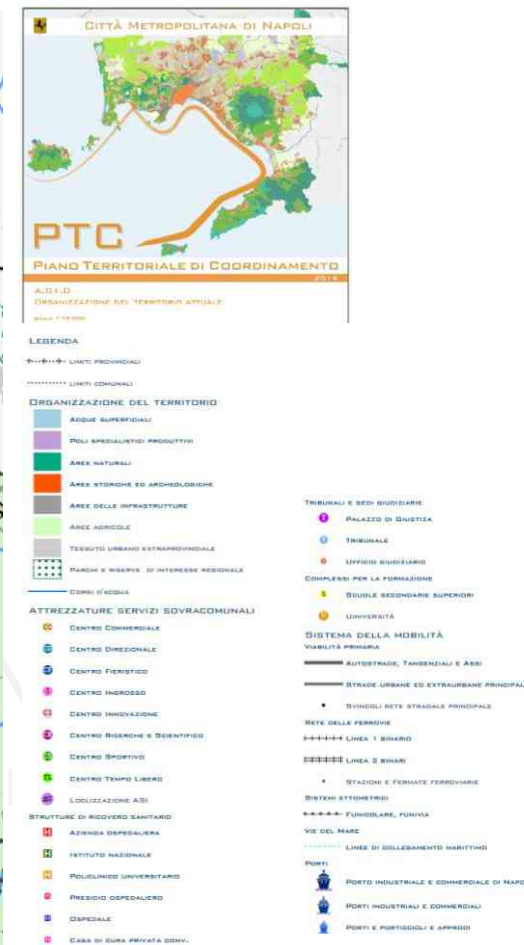 CITTÀ METROPOLITANA DI NAPOLI
PTC
PIANO TERRITORIALE DI COORDINAMENTO
A.01.0
ORGANIZZAZIONE DEL TERRITORIO ATTUALE
LEGENDA
LIMITI PROVINCIALI
LIMITI COMUNALI
ORGANIZZAZIONE DEL TERRITORIO
ACQUE SUPERFICIALI
POLI SPECIALISTICI PRODUTTIVI
AREE NATURALI
AREE STORICHE ED ARCHEOLOGICHE
AREE DELLE INFRASTRUTTURE
AREE AGRICOLE
TESSUTO URBANO EXTRAPROVINCIALE
PARCHI E RISERVE DI INTERESSE REGIONALE
CORSI D'ACQUA
ATTREZZATURE SERVIZI SOVRACOMUNALI
CENTRO COMMERCIALE
CENTRO DIREZIONALE
CENTRO FIERISTICO
CENTRO INGROSSO
CENTRO INNOVAZIONE
CENTRO RICERCHE E SCIENTIFICO
CENTRO SPORTIVO
CENTRO TEMPO LIBERO
LOCLIZZAZIONE ASI
STRUTTURE DI RICOVERO SANITARIO
H AZIENDA OSPEDALIERA
H ISTITUTO NAZIONALE
H POLICLINICO UNIVERSITARIO
PRESIDIO OSPEDALIERO
OSPEDALE
CASA DI CURA PRIVATA CONV.
TRIBUNALI E SEDI GIUDIZIARIE
PALAZZO DI GIUSTIZA
TRIBUNALE
UFFICIO GIUDIZIARIO
COMPLESSI PER LA FORMAZIONE
S SCUOLE SECONDARIE SUPERIORI
U UNIVERSITÀ
SISTEMA DELLA MOBILITÀ
VIABILITÀ PRIMARIA
AUTOSTRADE, TANGENZIALI E ASSI
STRADE URBANE ED EXTRAURBANE PRINCIPAL
SVINCOLI RETE STRADALE PRINCIPALE
RETE DELLE FERROVIE
LINEA 1 BINARIO
LINEA 2 BINARI
STAZIONI E FERMATE FERROVIARIE
SISTEMI ETTOMETRICI
FUNICOLARE, FUNIVIA
VIE DEL MARE
LINEE DI COLLEGAMENTO MARITTIMO
PORTI
PORTO INDUSTRIALE E COMMERCIALE DI NAPO
PORTI INDUSTRIALI E COMMERCIALI
PORTI E PORTICCIOLI E APPRODI